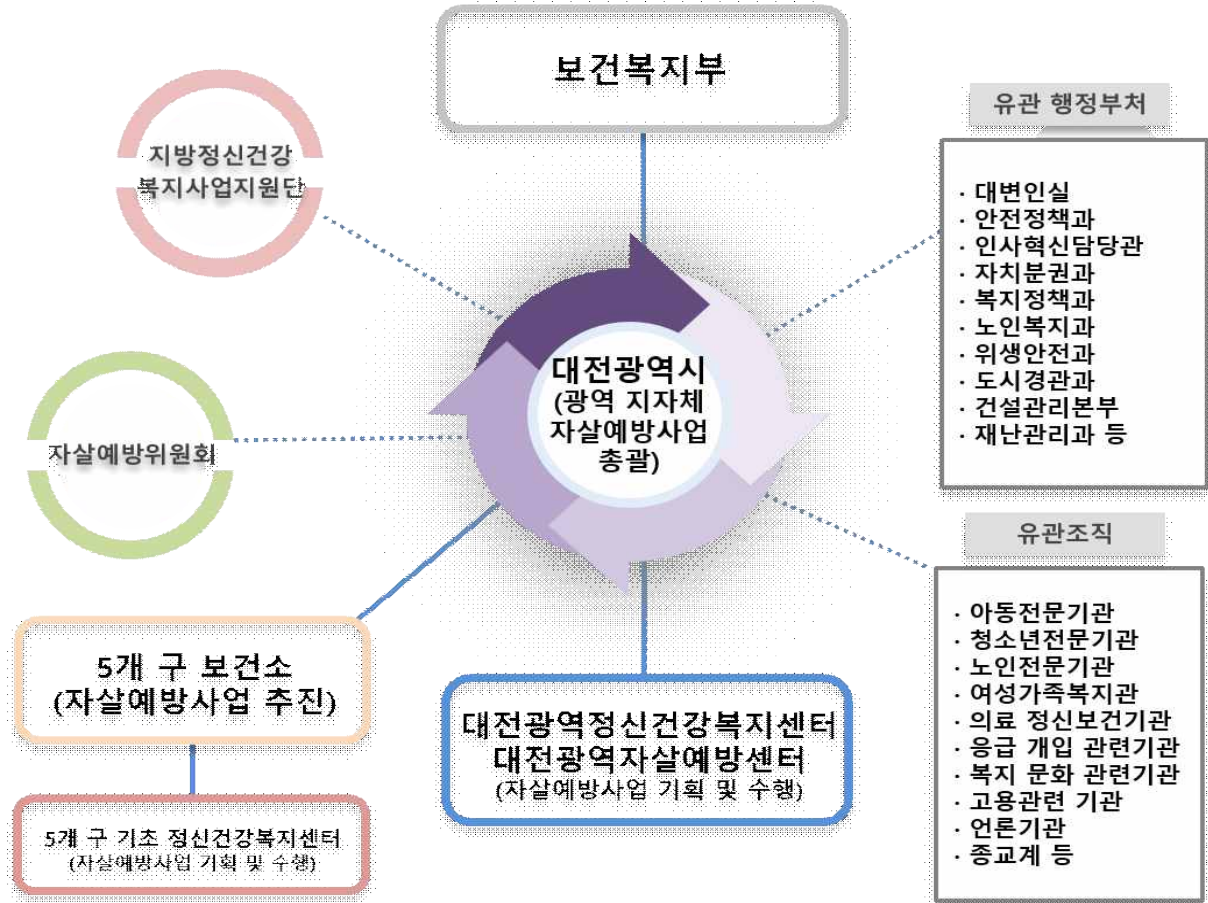 보건복지부
지방정신건강
복지사업지원단
유관 행정부처
· 대변인실
· 안전정책과
· 인사혁신담당관
· 자치분권과
· 복지정책과
· 노인복지과
· 위생안전과
· 도시경관과
· 건설관리본부
· 재난관리과 등
대전광역시
(광역 지자체
자살예방사업
총괄)
자살예방위원회
유관조직
· 아동전문기관
· 청소년전문기관
· 노인전문기관
· 여성가족복지관
· 의료 정신보건기관
· 응급 개입 관련기관
· 복지 문화 관련기관
· 고용관련 기관
· 언론기관
· 종교계 등
5개 구 보건소
(자살예방사업 추진)
대전광역정신건강복지센터
대전광역자살예방센터
(자살예방사업 기획 및 수행)
5개 구 기초 정신건강복지센터
(자살예방사업 기획 및 수행)